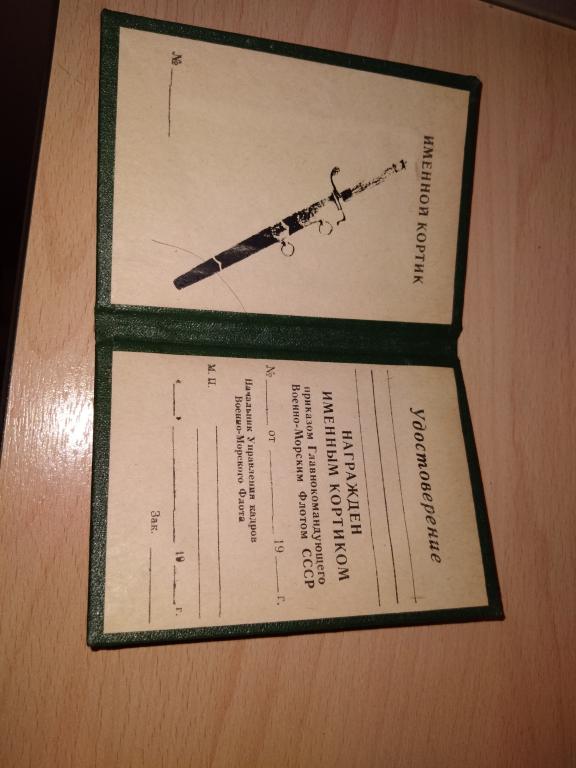 ИМЕННОЙ КОРТИК
№
Удостоверение
НАГРАЖДЕН
ИМЕННЫМ КОРТИКОМ
приказом Главнокомандующего
Военно-Морским Флотом СССР
№ от 19 г.
Начальник Управления кадров
Военно-Морского Флота
М. П.
« » 19 г.
Зак.